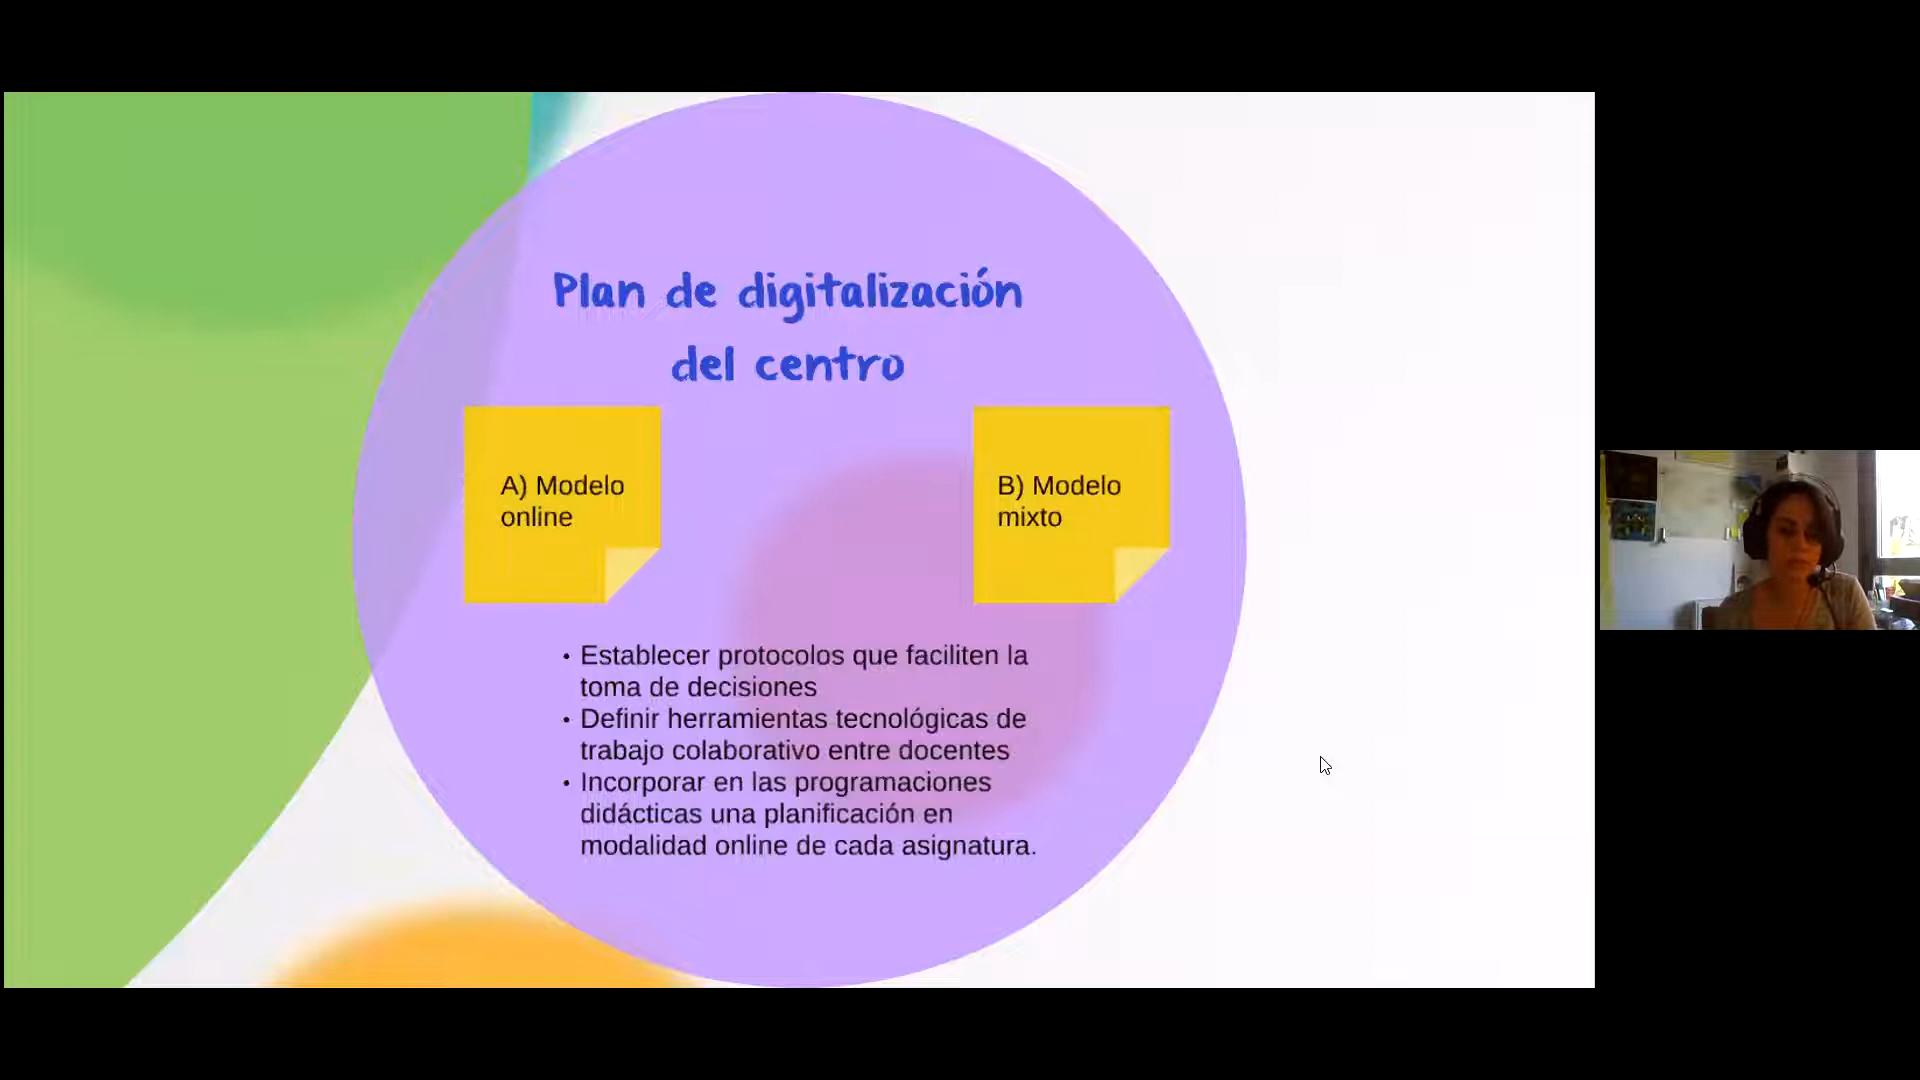 Plan de digitalización
del centro
A) Modelo
online
B) Modelo
mixto
• Establecer protocolos que faciliten la
toma de decisiones
• Definir herramientas tecnológicas de
trabajo colaborativo entre docentes
• Incorporar en las programaciones
didácticas una planificación en
modalidad online de cada asignatura.